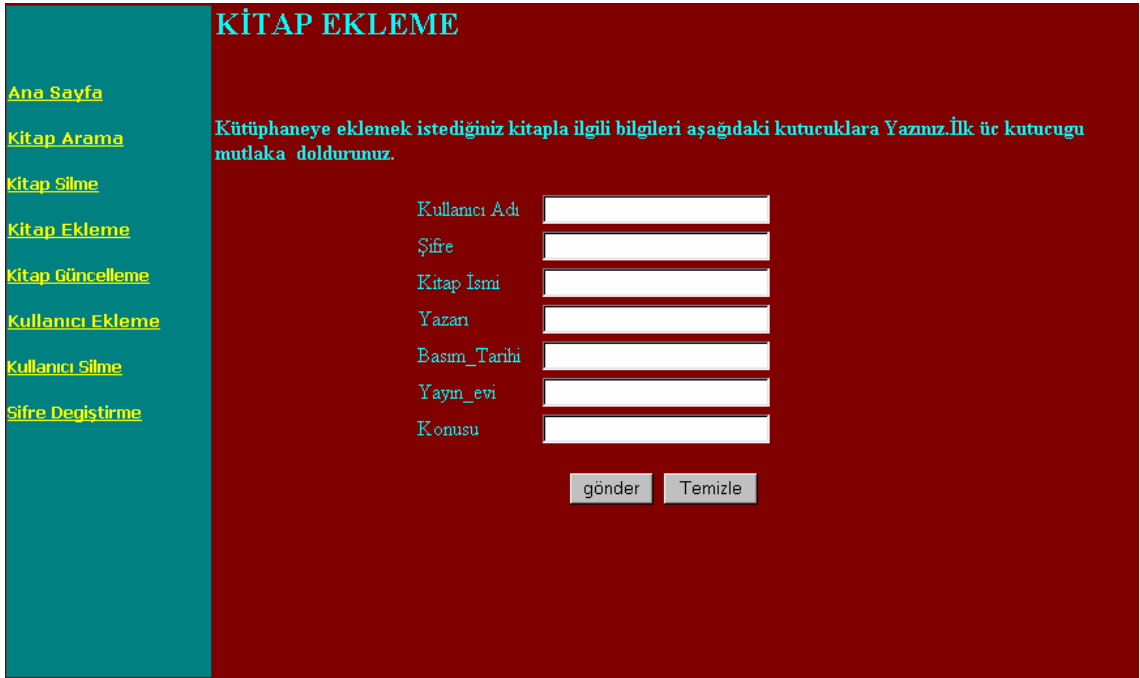 KİTAP EKLEME
Ana Sayfa
Kitap Arama
Kitap Silme
Kitap Ekleme
Kitap Güncelleme
Kullanıcı Ekleme
Kullanıcı Silme
Sifre Degiştirme
Kütüphaneye eklemek istediğiniz kitapla ilgili bilgileri aşağıdaki kutucuklara Yazınız.İlk üc kutucugu
mutlaka doldurunuz.
Kullanıcı Adı
Şifre
Kitap İsmi
Yazarı
Basım_Tarihi
Yayın_evi
Konusu
gönder Temizle